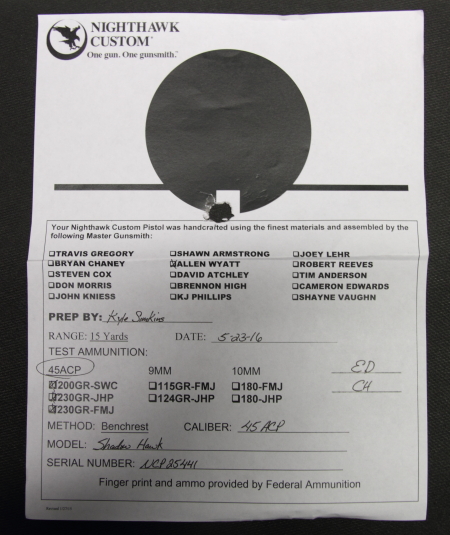 NIGHTHAWK
CUSTOM
One gun. One gunsmith.™
Your Nighthawk Custom Pistol was handcrafted using the finest materials and assembled by the
following Master Gunsmith:
☐TRAVIS GREGORY ☐SHAWN ARMSTRONG ☐JOEY LEHR
☐BRYAN CHANEY ☑ALLEN WYATT ☐ROBERT REEVES
☐STEVEN COX ☐DAVID ATCHLEY ☐TIM ANDERSON
☐DON MORRIS ☐BRENNON HIGH ☐CAMERON EDWARDS
☐JOHN KNIESS ☐KJ PHILLIPS ☐SHAYNE VAUGHN
PREP BY: Kyle
RANGE: 15 Yards DATE: 5-23-16
TEST AMMUNITION:
45ACP 9MM 10MM ED
☑200GR-SWC ☐115GR-FMJ ☐180-FMJ CH
☑230GR-JHP ☐124GR-JHP ☐180-JHP
☑230GR-FMJ
METHOD: Benchrest CALIBER: 45 ACP
MODEL: Shadow Hawk
SERIAL NUMBER: NCP25441
Finger print and ammo provided by Federal Ammunition